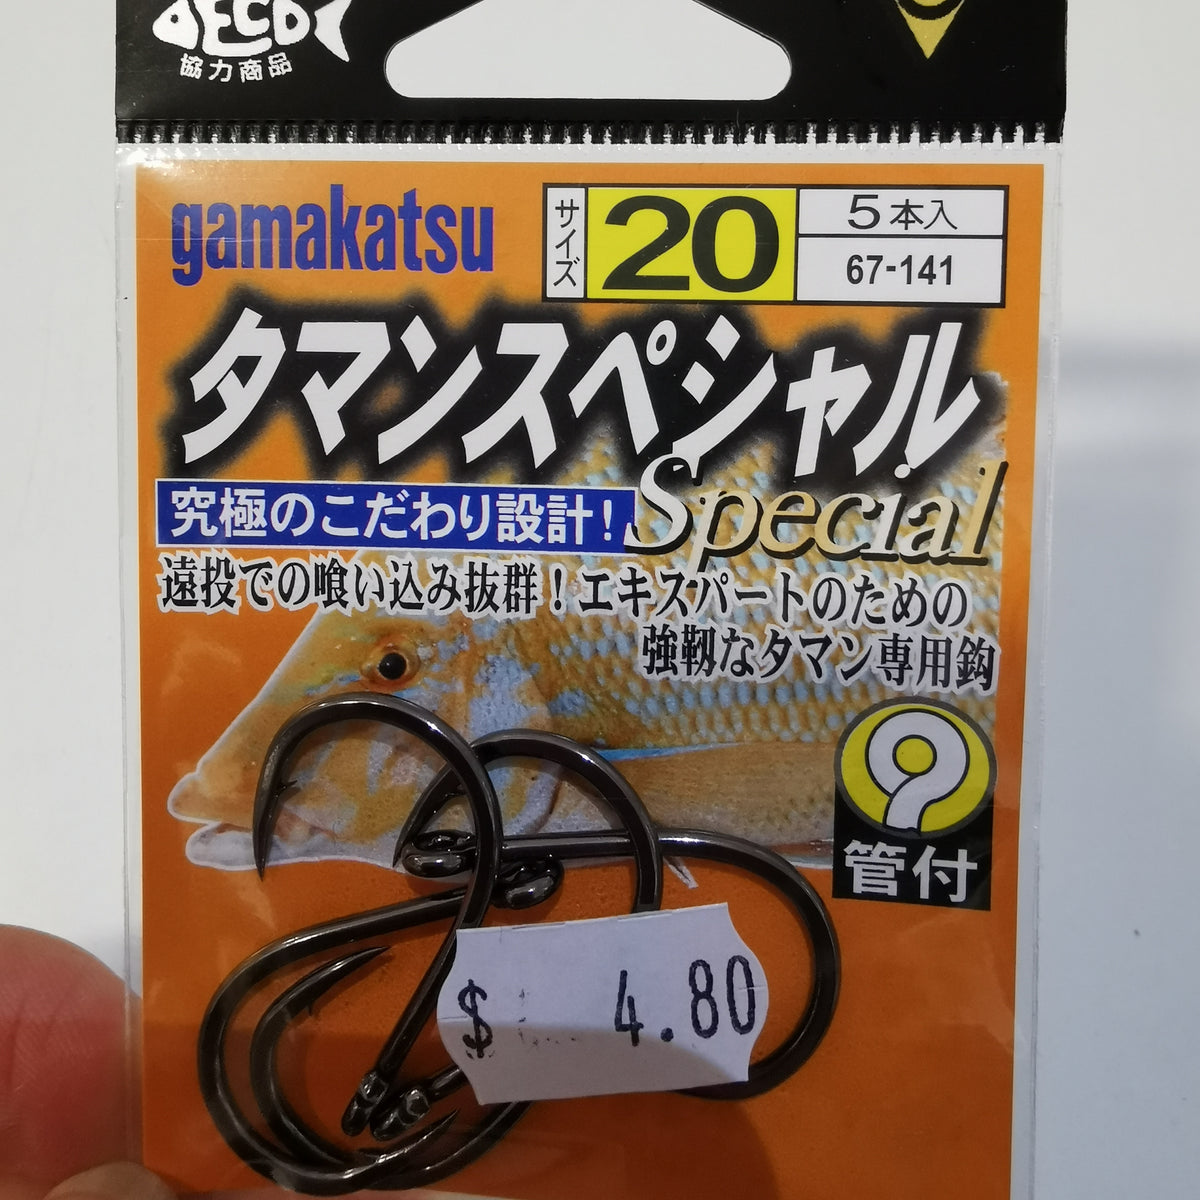 DECO
協力商品
gamakatsu
サイズ
20
5本入
67-141
タマンスペシャル
Special
究極のこだわり設計!
遠投での喰い込み抜群!エキスパートのための
強靱なタマン専用鈎
管付
$ 4.80